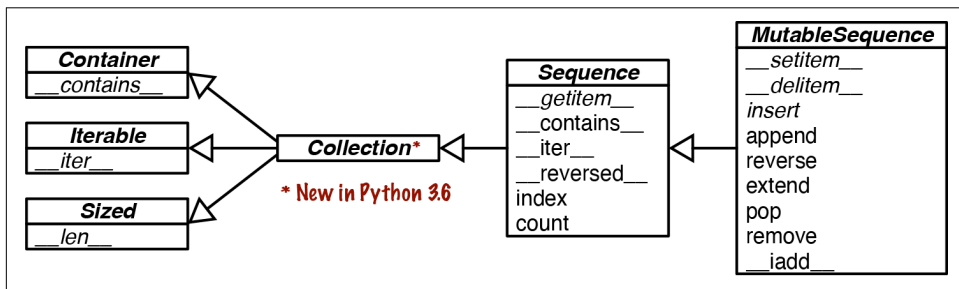 Container
__contains__
Iterable
__iter__
Sized
__len__
Collection*
* New in Python 3.6
Sequence
__getitem__
__contains__
__iter__
__reversed__
index
count
MutableSequence
__setitem__
__delitem__
insert
append
reverse
extend
pop
remove
__iadd__